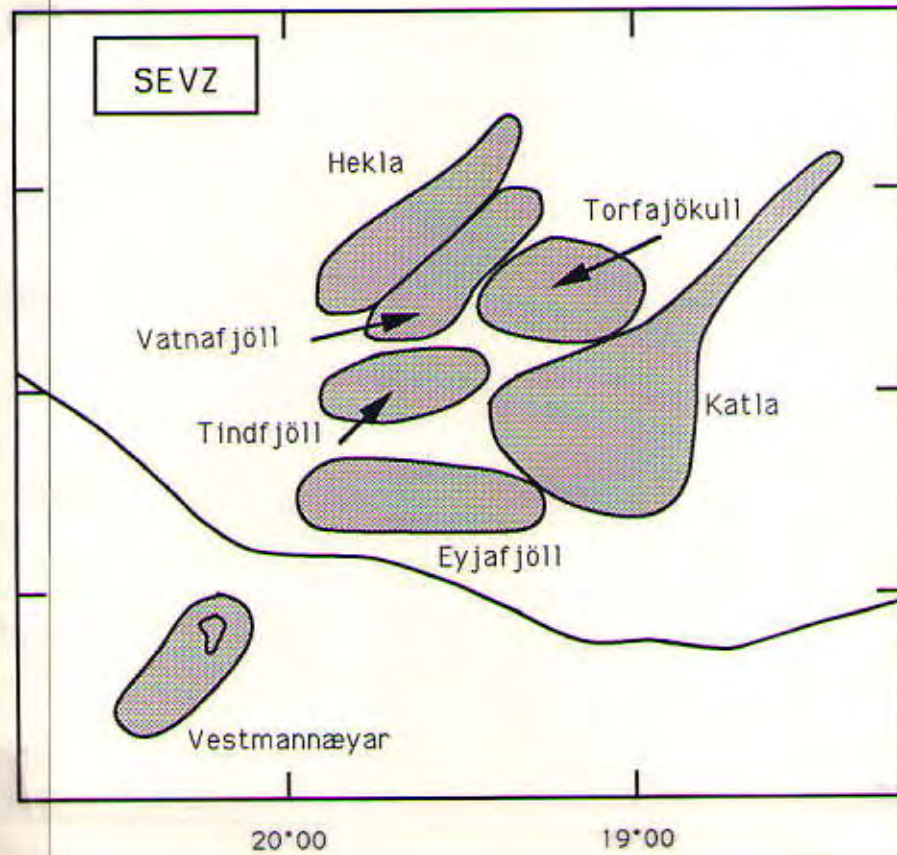 SEVZ
Hekla
Torfajökull
Vatnafjöll
Katla
Tindfjöll
Eyjafjöll
Vestmannæyar
20°00
19°00